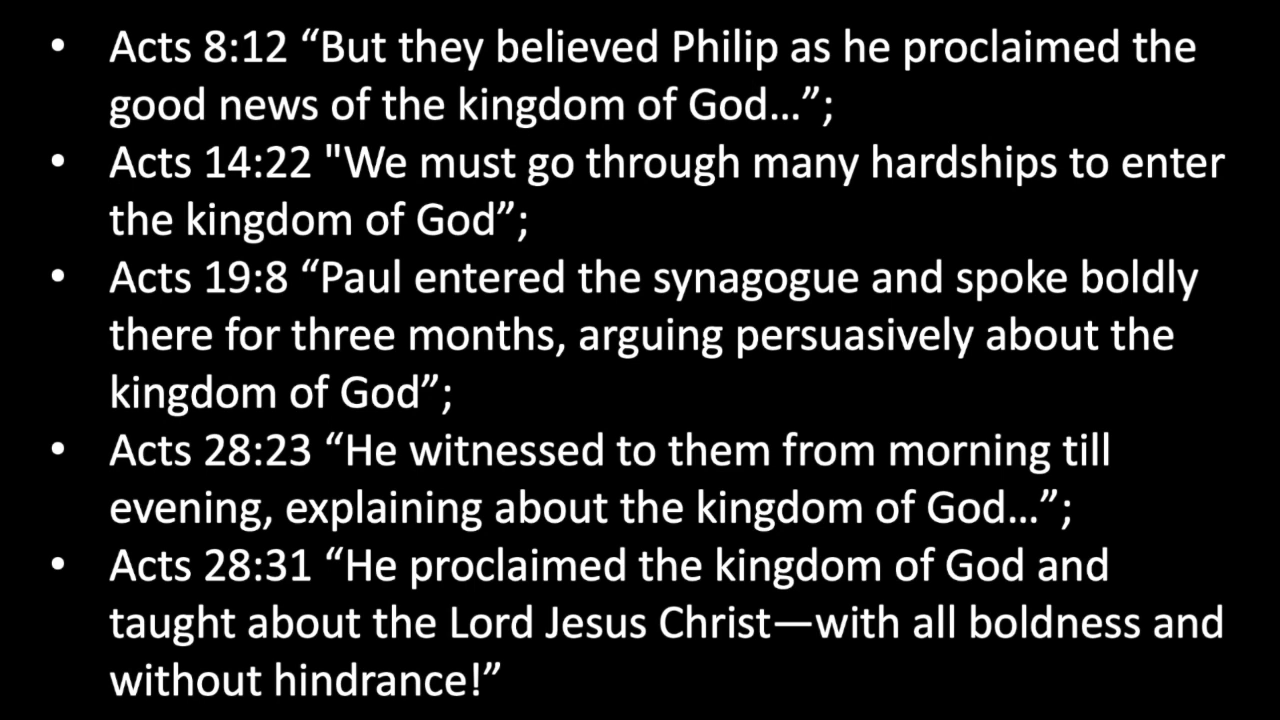 • Acts 8:12 “But they believed Philip as he proclaimed the
good news of the kingdom of God…”;
• Acts 14:22 "We must go through many hardships to enter
the kingdom of God”;
• Acts 19:8 “Paul entered the synagogue and spoke boldly
there for three months, arguing persuasively about the
kingdom of God”;
• Acts 28:23 “He witnessed to them from morning till
evening, explaining about the kingdom of God…”;
• Acts 28:31 “He proclaimed the kingdom of God and
taught about the Lord Jesus Christ—with all boldness and
without hindrance!”